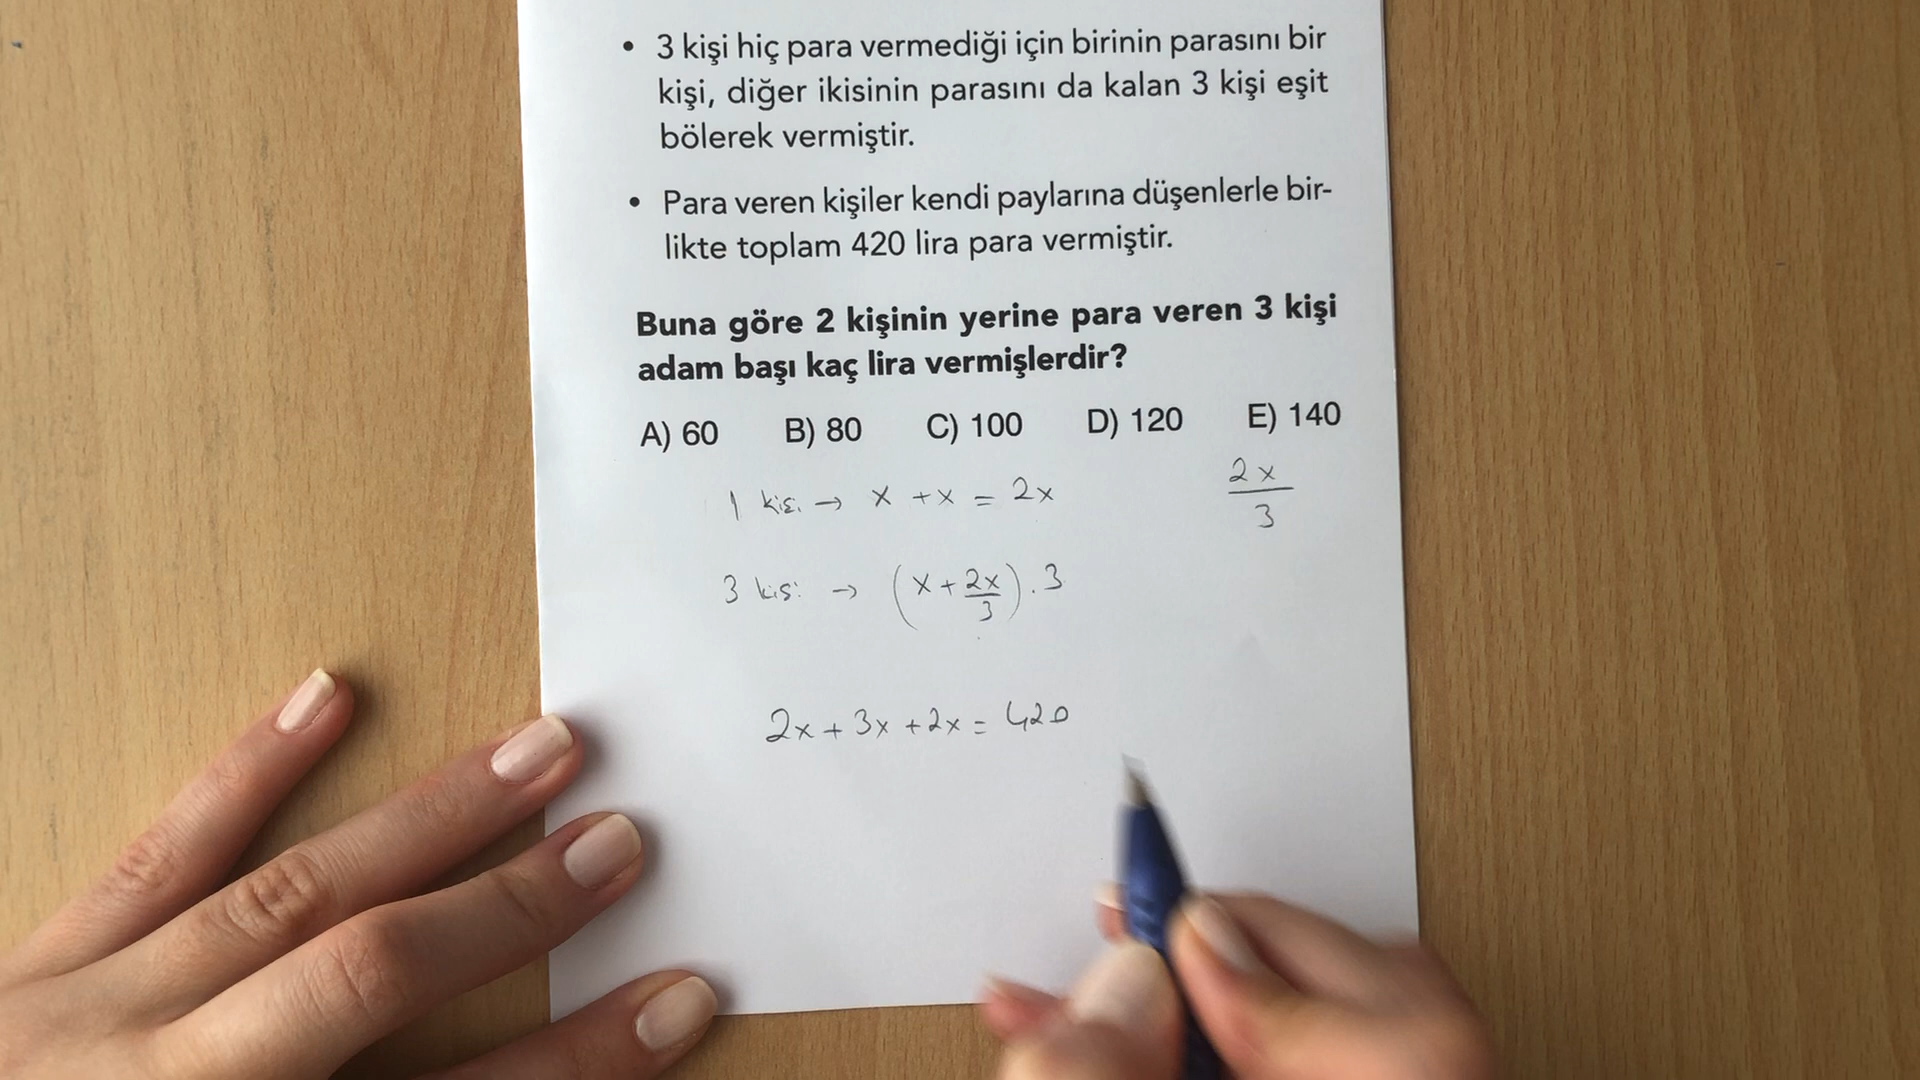 • 3 kişi hiç para vermediği için birinin parasını bir
kişi, diğer ikisinin parasını da kalan 3 kişi eşit
bölerek vermiştir.
• Para veren kişiler kendi paylarına düşenlerle bir-
likte toplam 420 lira para vermiştir.
Buna göre 2 kişinin yerine para veren 3 kişi
adam başı kaç lira vermişlerdir?
A) 60 B) 80 C) 100 D) 120 E) 140
1 kişi → x + x = 2x
2x/3
3 kişi → (x + 2x/3) . 3
2x + 3x + 2x = 420